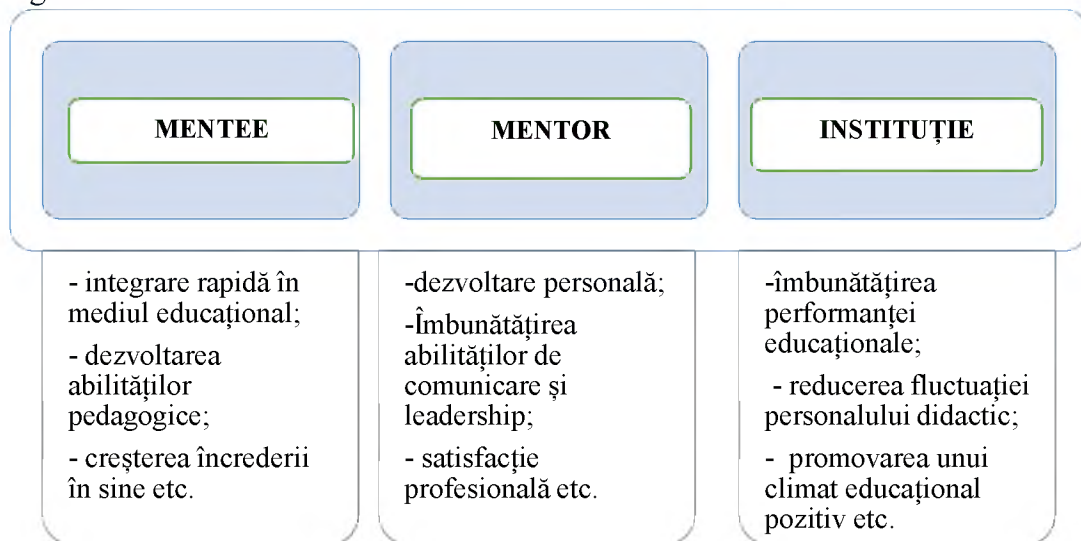 MENTEE
- integrare rapidă în
mediul educațional;
- dezvoltarea
abilităților
pedagogice;
- creșterea încrederii
în sine etc.
MENTOR
-dezvoltare personală;
-Îmbunătățirea
abilităților de
comunicare și
leadership;
- satisfacție
profesională etc.
INSTITUȚIE
-îmbunătățirea
performanței
educaționale;
- reducerea fluctuației
personalului didactic;
- promovarea unui
climat educațional
pozitiv etc.